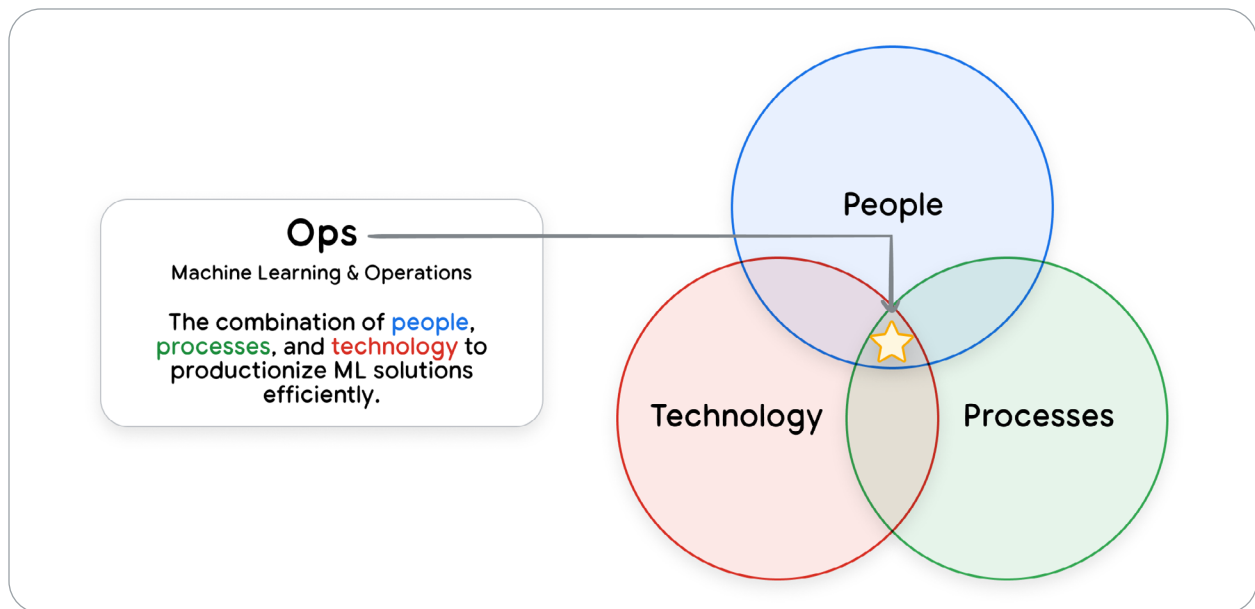 Ops
Machine Learning & Operations
The combination of people,
processes, and technology to
productionize ML solutions
efficiently.
People
Technology
Processes